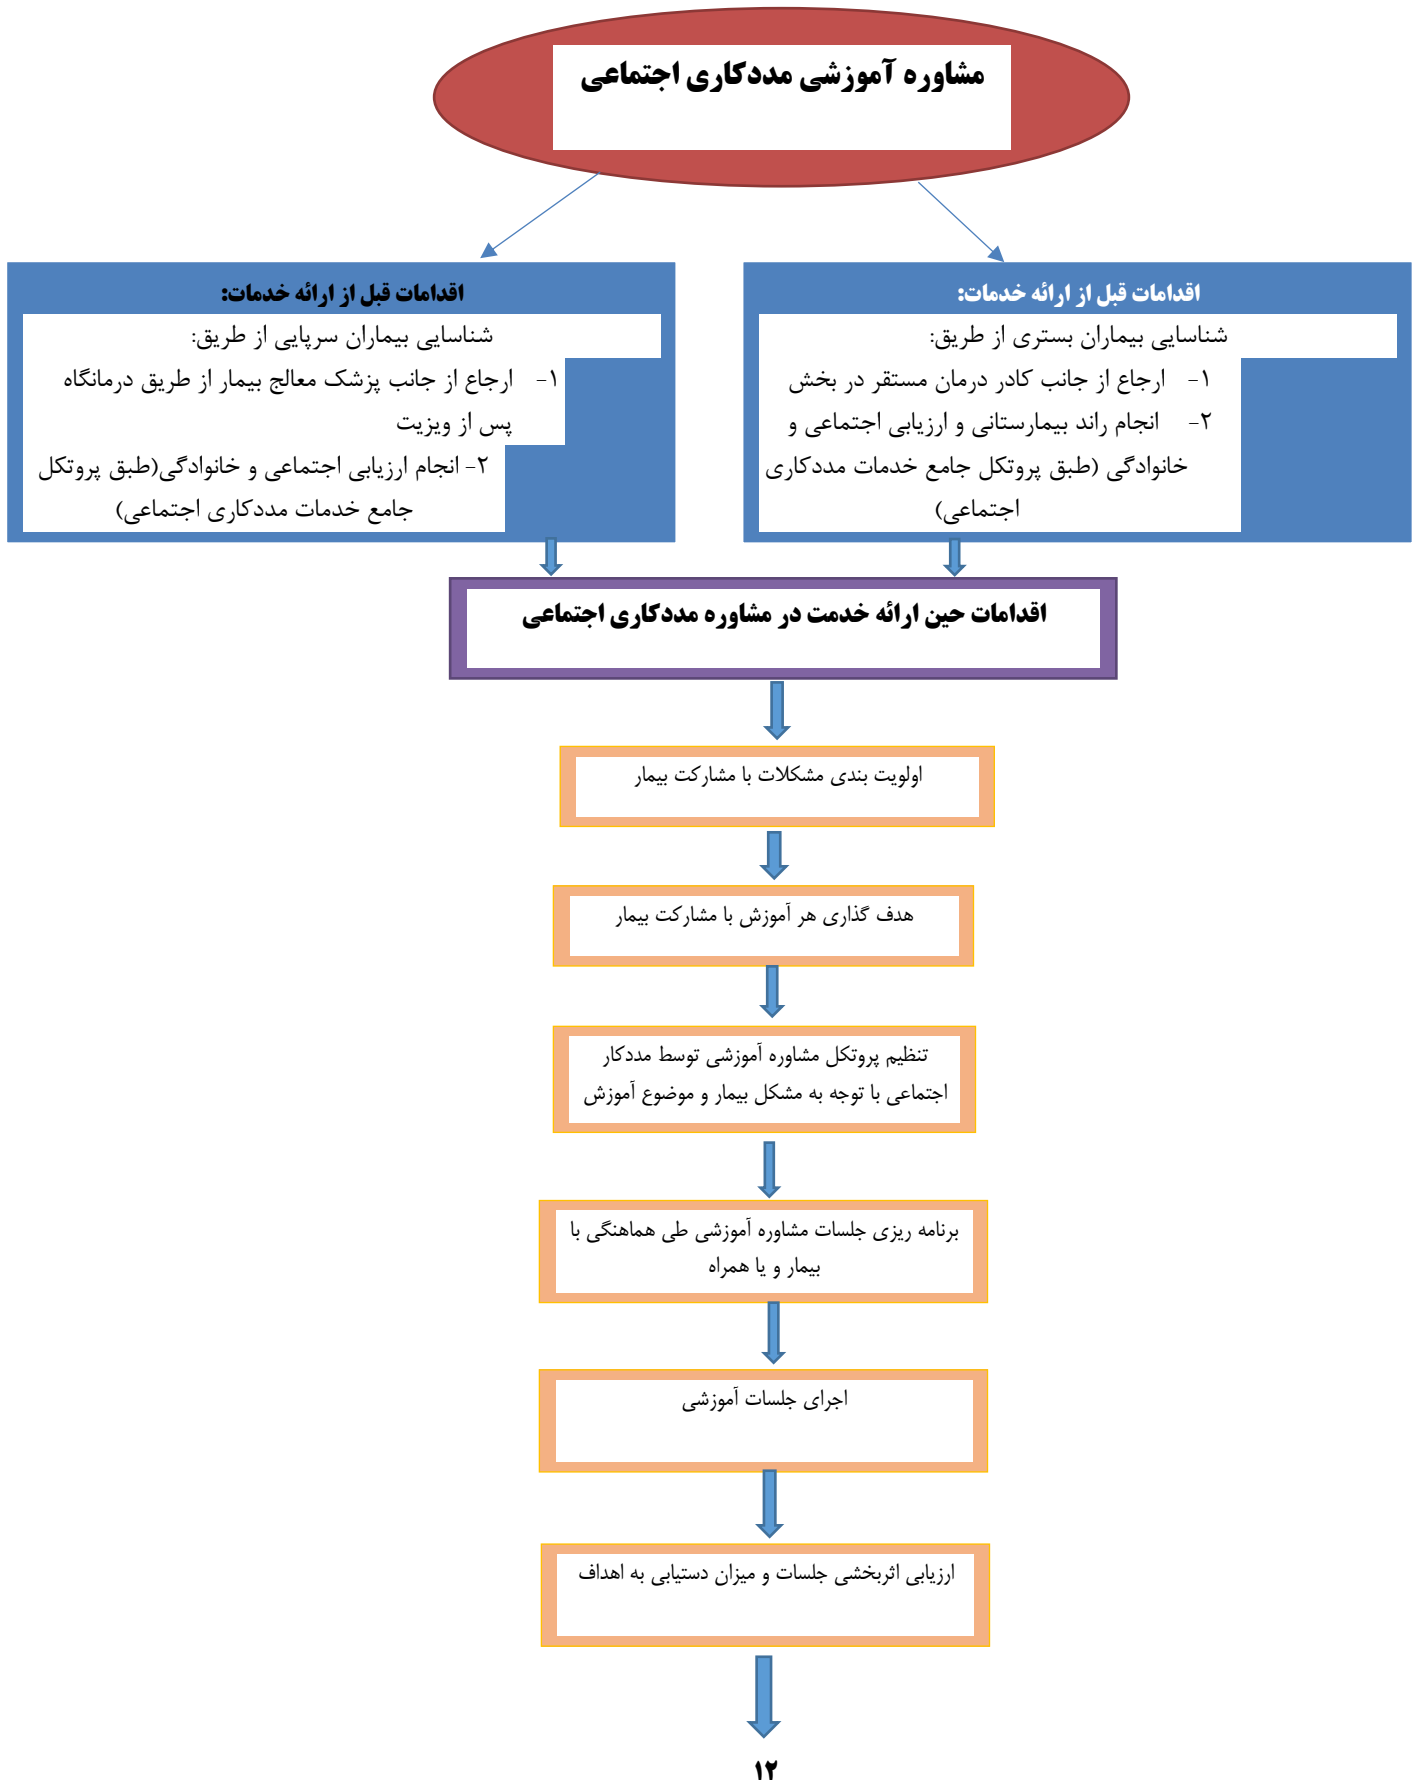 مشاوره آموزشی مددکاری اجتماعی
اقدامات قبل از ارائه خدمات:
شناسایی بیماران بستری از طریق:
۱- ارجاع از جانب کادر درمان مستقر در بخش
۲- انجام راند بیمارستانی و ارزیابی اجتماعی و
خانوادگی (طبق پروتکل جامع خدمات مددکاری
اجتماعی)
اقدامات قبل از ارائه خدمات:
شناسایی بیماران سرپایی از طریق:
۱- ارجاع از جانب پزشک معالج بیمار از طریق درمانگاه
پس از ویزیت
۲- انجام ارزیابی اجتماعی و خانوادگی(طبق پروتکل
جامع خدمات مددکاری اجتماعی)
اقدامات حین ارائه خدمت در مشاوره مددکاری اجتماعی
اولویت بندی مشکلات با مشارکت بیمار
هدف گذاری هر آموزش با مشارکت بیمار
تنظیم پروتکل مشاوره آموزشی توسط مددکار
اجتماعی با توجه به مشکل بیمار و موضوع آموزش
برنامه ریزی جلسات مشاوره آموزشی طی هماهنگی با
بیمار و یا همراه
اجرای جلسات آموزشی
ارزیابی اثربخشی جلسات و میزان دستیابی به اهداف
۱۲